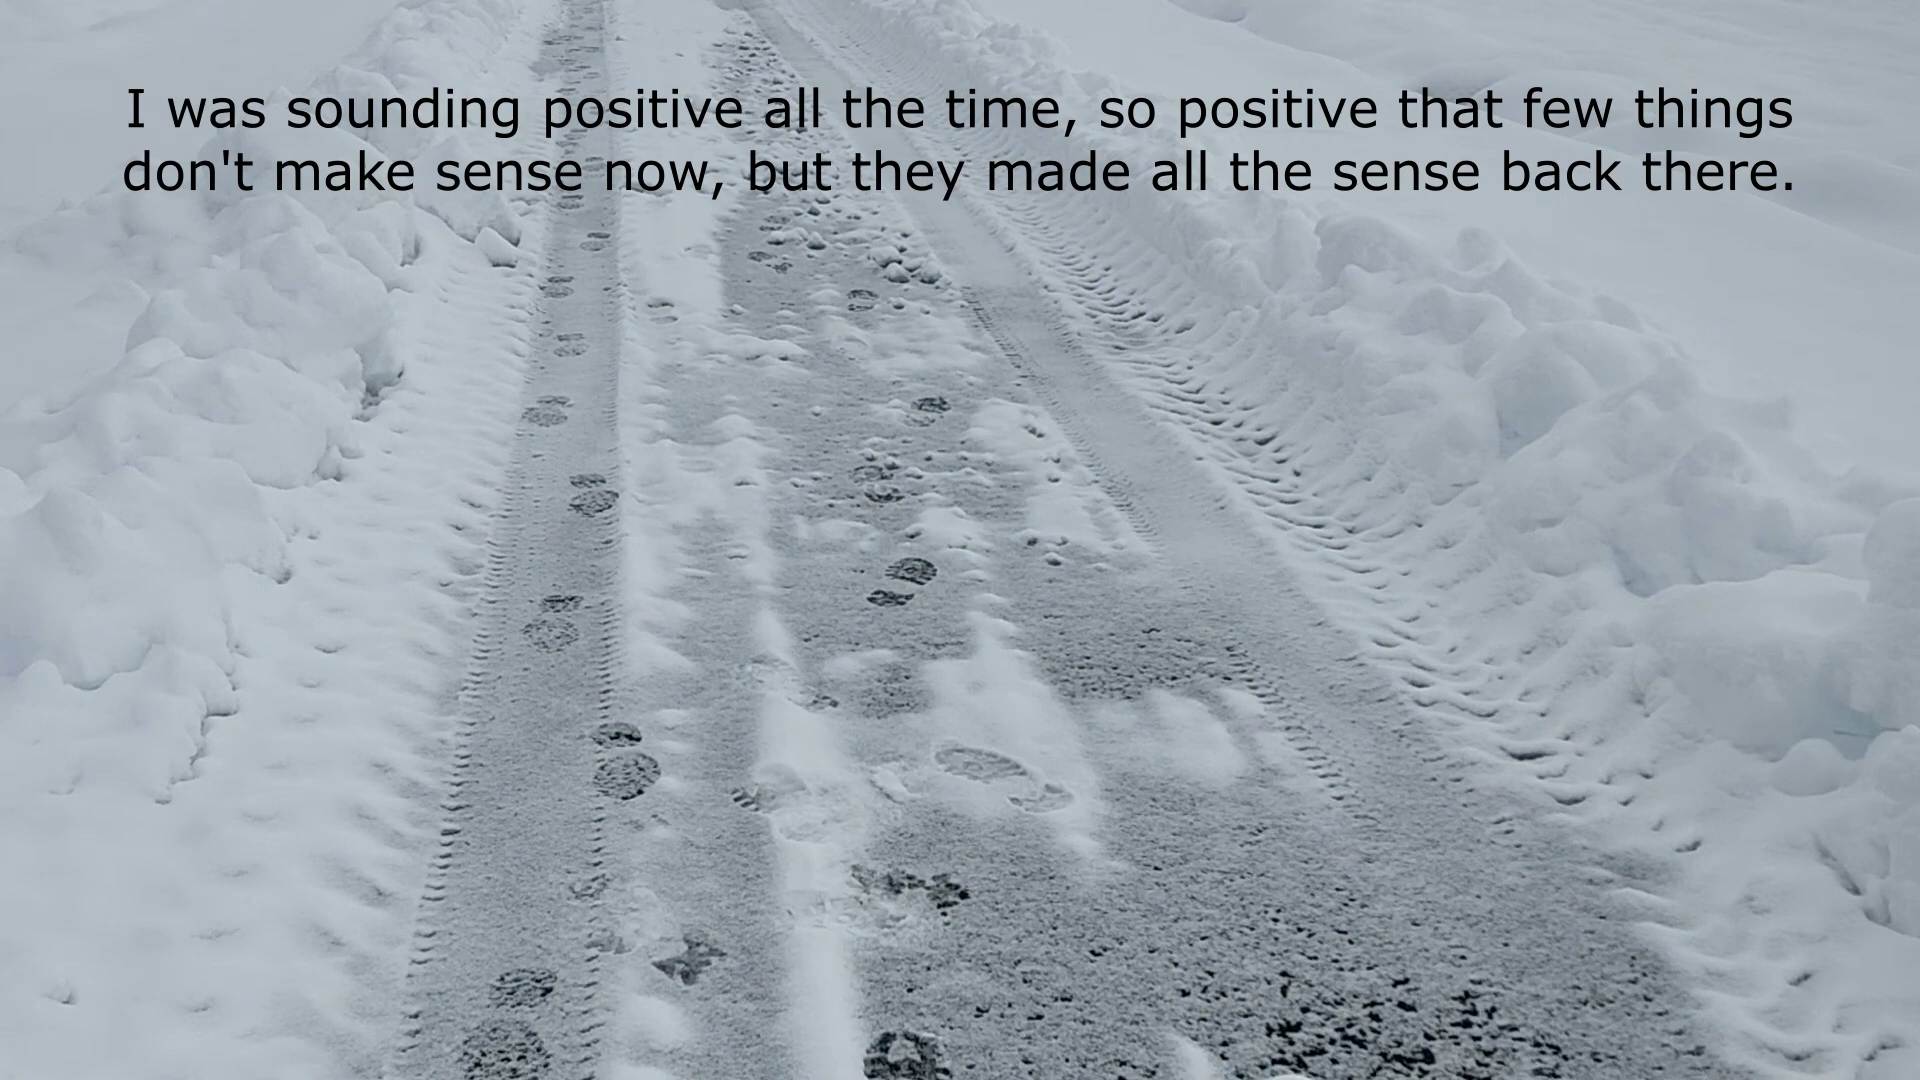 I was sounding positive all the time, so positive that few things
don't make sense now, but they made all the sense back there.